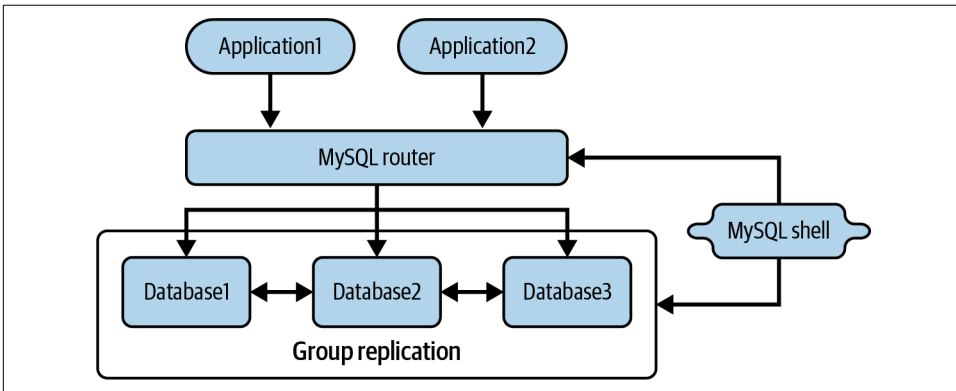 Application1
Application2
MySQL router
MySQL shell
Database1
Database2
Database3
Group replication